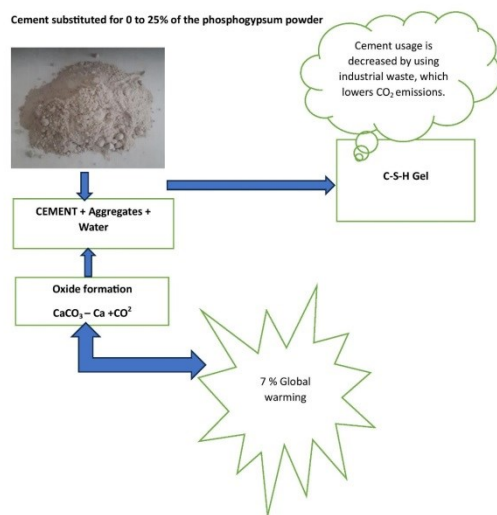 Cement substituted for 0 to 25% of the phosphogypsum powder
Cement usage is
decreased by using
industrial waste, which
lowers CO₂ emissions.
C-S-H Gel
CEMENT + Aggregates +
Water
Oxide formation
CaCO₃ – Ca +CO²
7 % Global
warming